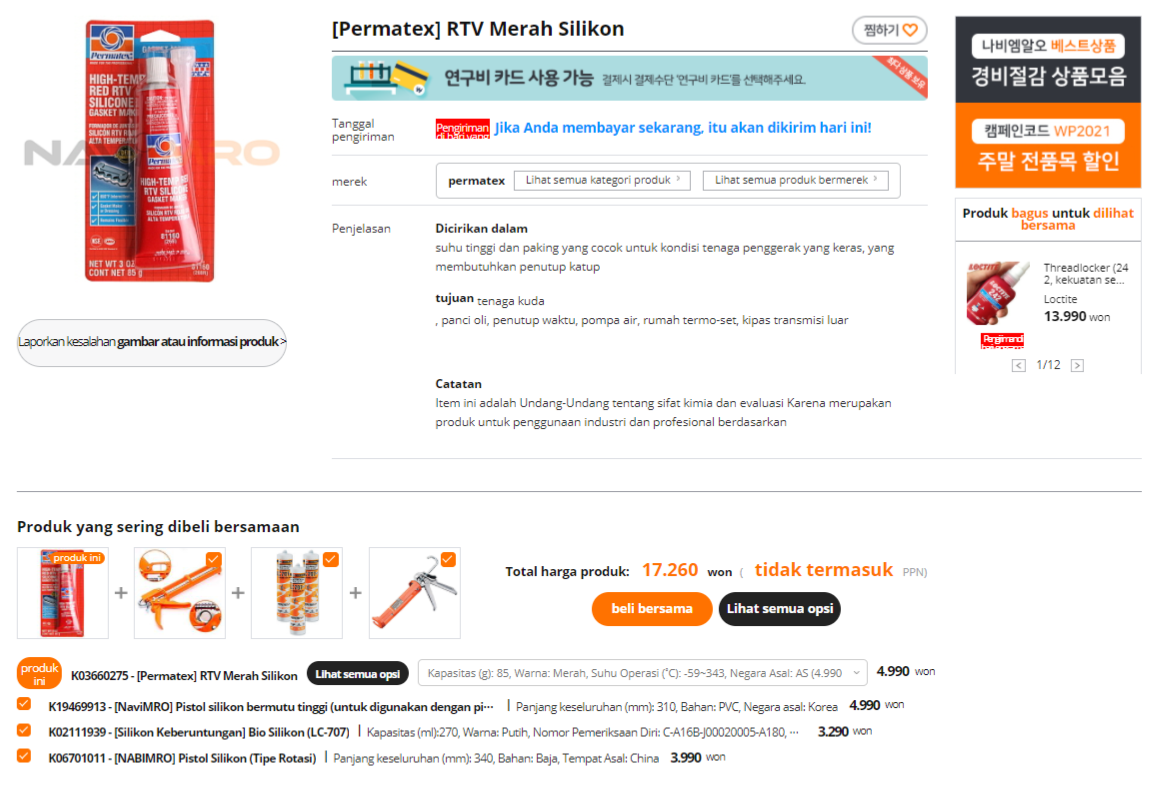 [Permatex] RTV Merah Silikon
찜하기
연구비 카드 사용 가능 결제시 결제수단 '연구비 카드'를 선택해주세요.
Tanggal
pengiriman
Pengiriman
di hari yang
Jika Anda membayar sekarang, itu akan dikirim hari ini!
merek
permatex
Lihat semua kategori produk
Lihat semua produk bermerek
Penjelasan
Dicirikan dalam
suhu tinggi dan paking yang cocok untuk kondisi tenaga penggerak yang keras, yang
membutuhkan penutup katup
tujuan tenaga kuda
, panci oli, penutup waktu, pompa air, rumah termo-set, kipas transmisi luar
Catatan
Item ini adalah Undang-Undang tentang sifat kimia dan evaluasi Karena merupakan
produk untuk penggunaan industri dan profesional berdasarkan
Permatex
HIGH-TEMP
RED RTV
SILICONE
GASKET MAKER
NET WT 3 OZ
CONT NET 85 g
Permatex
HIGH-TEMP RED
RTV SILICONE
GASKET MAKER
81160
NAVIMRO
Laporkan kesalahan gambar atau informasi produk >
나비엠알오 베스트상품
경비절감 상품모음
캠페인코드 WP2021
주말 전품목 할인
Produk bagus untuk dilihat
bersama
LOCTITE
242
Threadlocker (24
2, kekuatan se...
Loctite
13.990 won
< 1/12 >
Produk yang sering dibeli bersamaan
produk ini
+
+
+
Total harga produk: 17.260 won ( tidak termasuk PPN)
beli bersama
Lihat semua opsi
produk
ini
K03660275 - [Permatex] RTV Merah Silikon
Lihat semua opsi
Kapasitas (g): 85, Warna: Merah, Suhu Operasi (˚C): -59~343, Negara Asal: AS (4.990
4.990 won
K19469913 - [NaviMRO] Pistol silikon bermutu tinggi (untuk digunakan dengan pi··· | Panjang keseluruhan (mm): 310, Bahan: PVC, Negara asal: Korea 4.990 won
K02111939 - [Silikon Keberuntungan] Bio Silikon (LC-707) | Kapasitas (ml):270, Warna: Putih, Nomor Pemeriksaan Diri: C-A16B-J00020005-A180, ··· 3.290 won
K06701011 - [NABIMRO] Pistol Silikon (Tipe Rotasi) | Panjang keseluruhan (mm): 340, Bahan: Baja, Tempat Asal: China 3.990 won